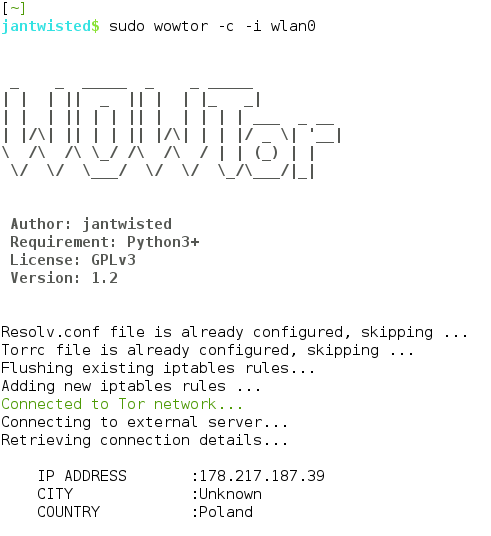 [~]
jantwisted$ sudo wowtor -c -i wlan0
WOWTor
Author: jantwisted
Requirement: Python3+
License: GPLv3
Version: 1.2
Resolv.conf file is already configured, skipping ...
Torrc file is already configured, skipping ...
Flushing existing iptables rules...
Adding new iptables rules ...
Connected to Tor network...
Connecting to external server...
Retrieving connection details...
IP ADDRESS :178.217.187.39
CITY :Unknown
COUNTRY :Poland